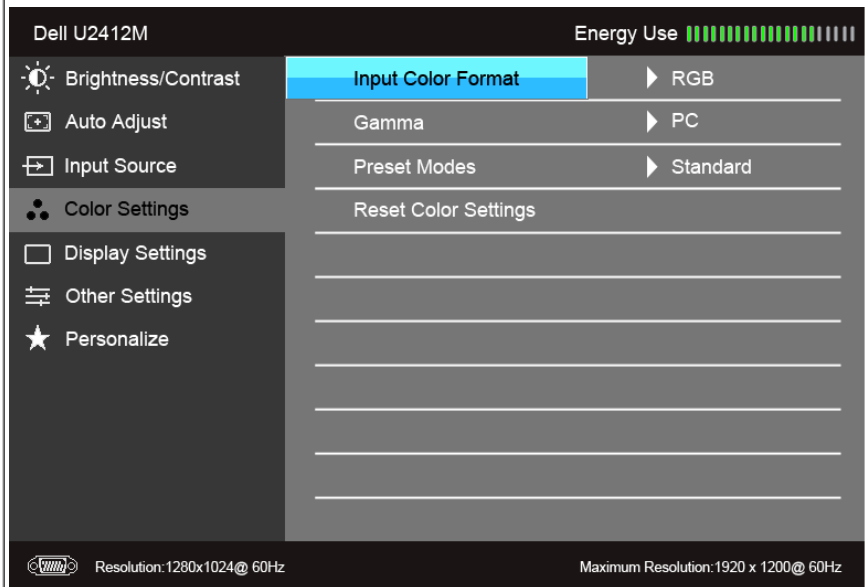 Dell U2412M
Energy Use
Brightness/Contrast
Auto Adjust
Input Source
Color Settings
Display Settings
Other Settings
Personalize
Input Color Format RGB
Gamma PC
Preset Modes Standard
Reset Color Settings
Resolution:1280x1024@ 60Hz
Maximum Resolution:1920 x 1200@ 60Hz